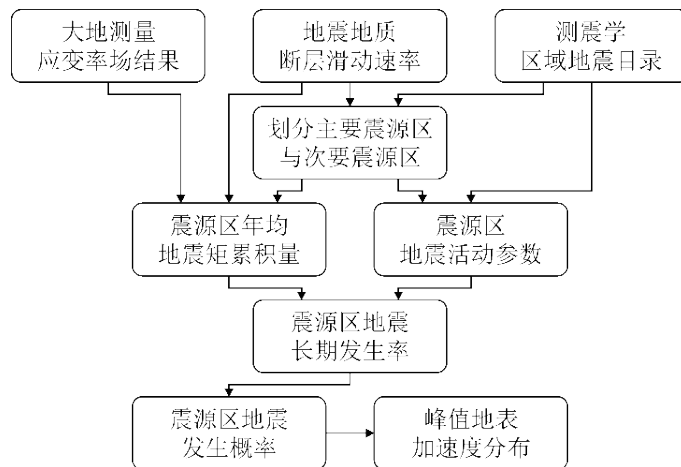 大地测量
应变率场结果
地震地质
断层滑动速率
测震学
区域地震目录
划分主要震源区
与次要震源区
震源区年均
地震矩累积量
震源区
地震活动参数
震源区地震
长期发生率
震源区地震
发生概率
峰值地表
加速度分布